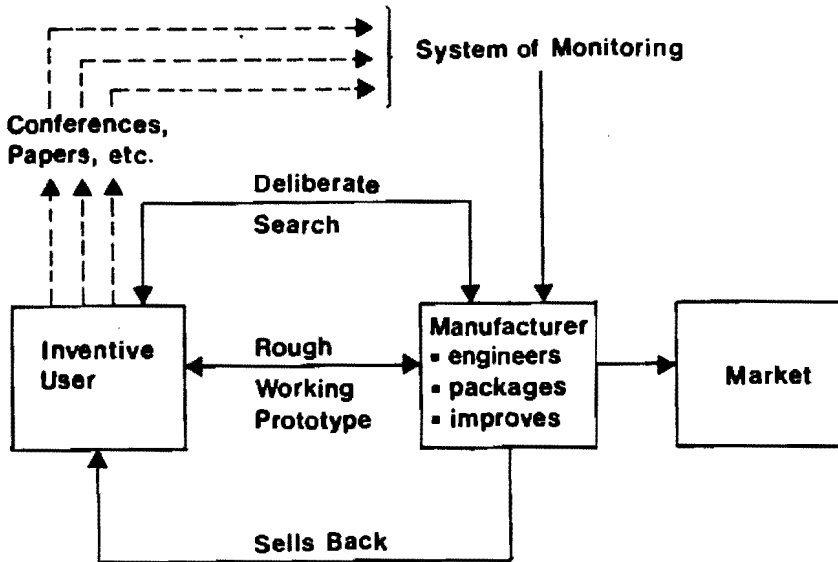 System of Monitoring
Conferences,
Papers, etc.
Deliberate
Search
Inventive
User
Rough
Working
Prototype
Manufacturer
▪ engineers
▪ packages
▪ improves
Market
Sells Back